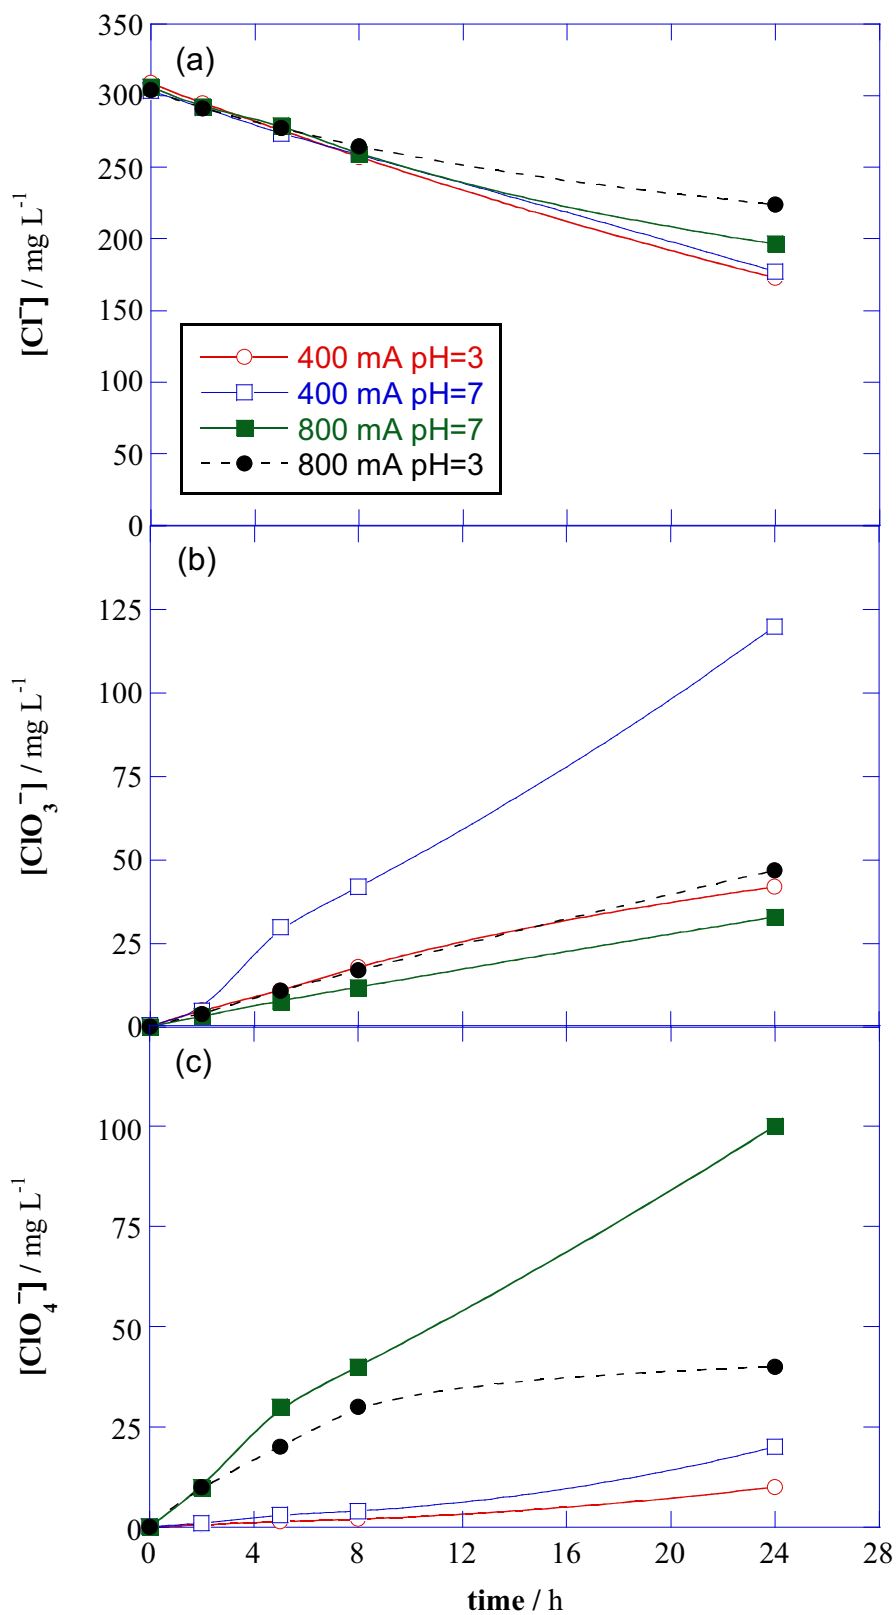 (a)
350
300
250
200
150
100
50
0
[Cl⁻] / mg L⁻¹
400 mA pH=3
400 mA pH=7
800 mA pH=7
800 mA pH=3
(b)
125
100
75
50
25
0
[ClO₃⁻] / mg L⁻¹
(c)
100
75
50
25
0
[ClO₄⁻] / mg L⁻¹
0 4 8 12 16 20 24 28
time / h